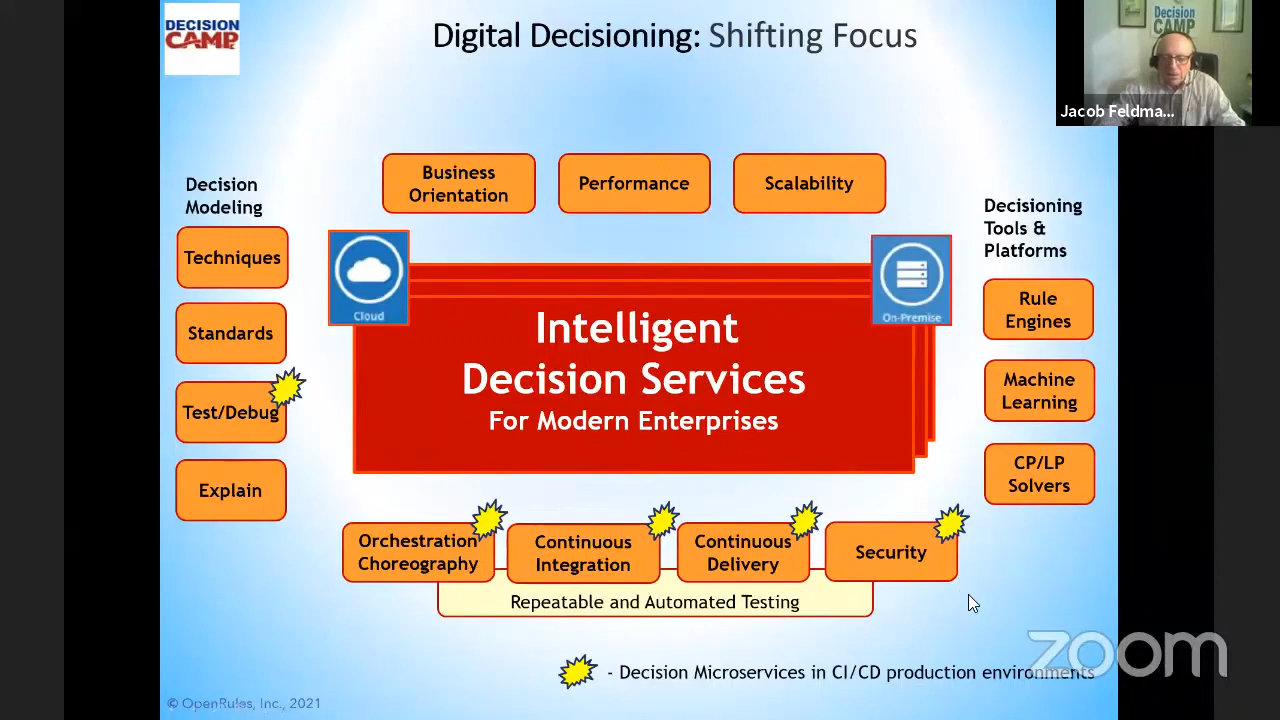 DECISION
CAMP
Digital Decisioning: Shifting Focus
Decision
CAMP
Jacob Feldma...
Business
Orientation
Performance
Scalability
Decision
Modeling
Techniques
Standards
Test/Debug
Explain
Cloud
On-Premise
Intelligent
Decision Services
For Modern Enterprises
Decisioning
Tools &
Platforms
Rule
Engines
Machine
Learning
CP/LP
Solvers
Orchestration
Choreography
Continuous
Integration
Continuous
Delivery
Security
Repeatable and Automated Testing
- Decision Microservices in CI/CD production environments
zoom
© OpenRules, Inc., 2021